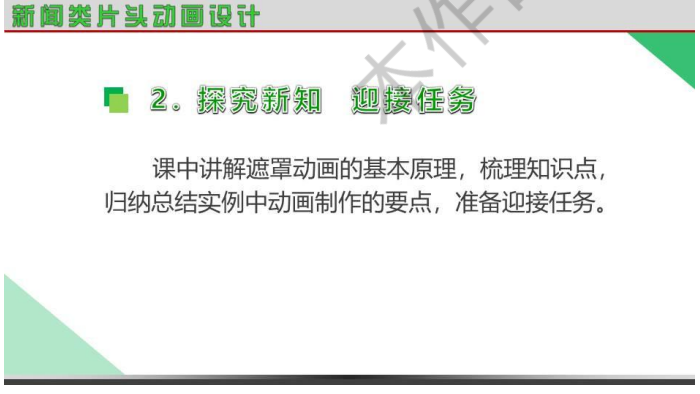 新闻类片头动画设计
2。探究新知 迎接任务
课中讲解遮罩动画的基本原理，梳理知识点，
归纳总结实例中动画制作的要点，准备迎接任务。